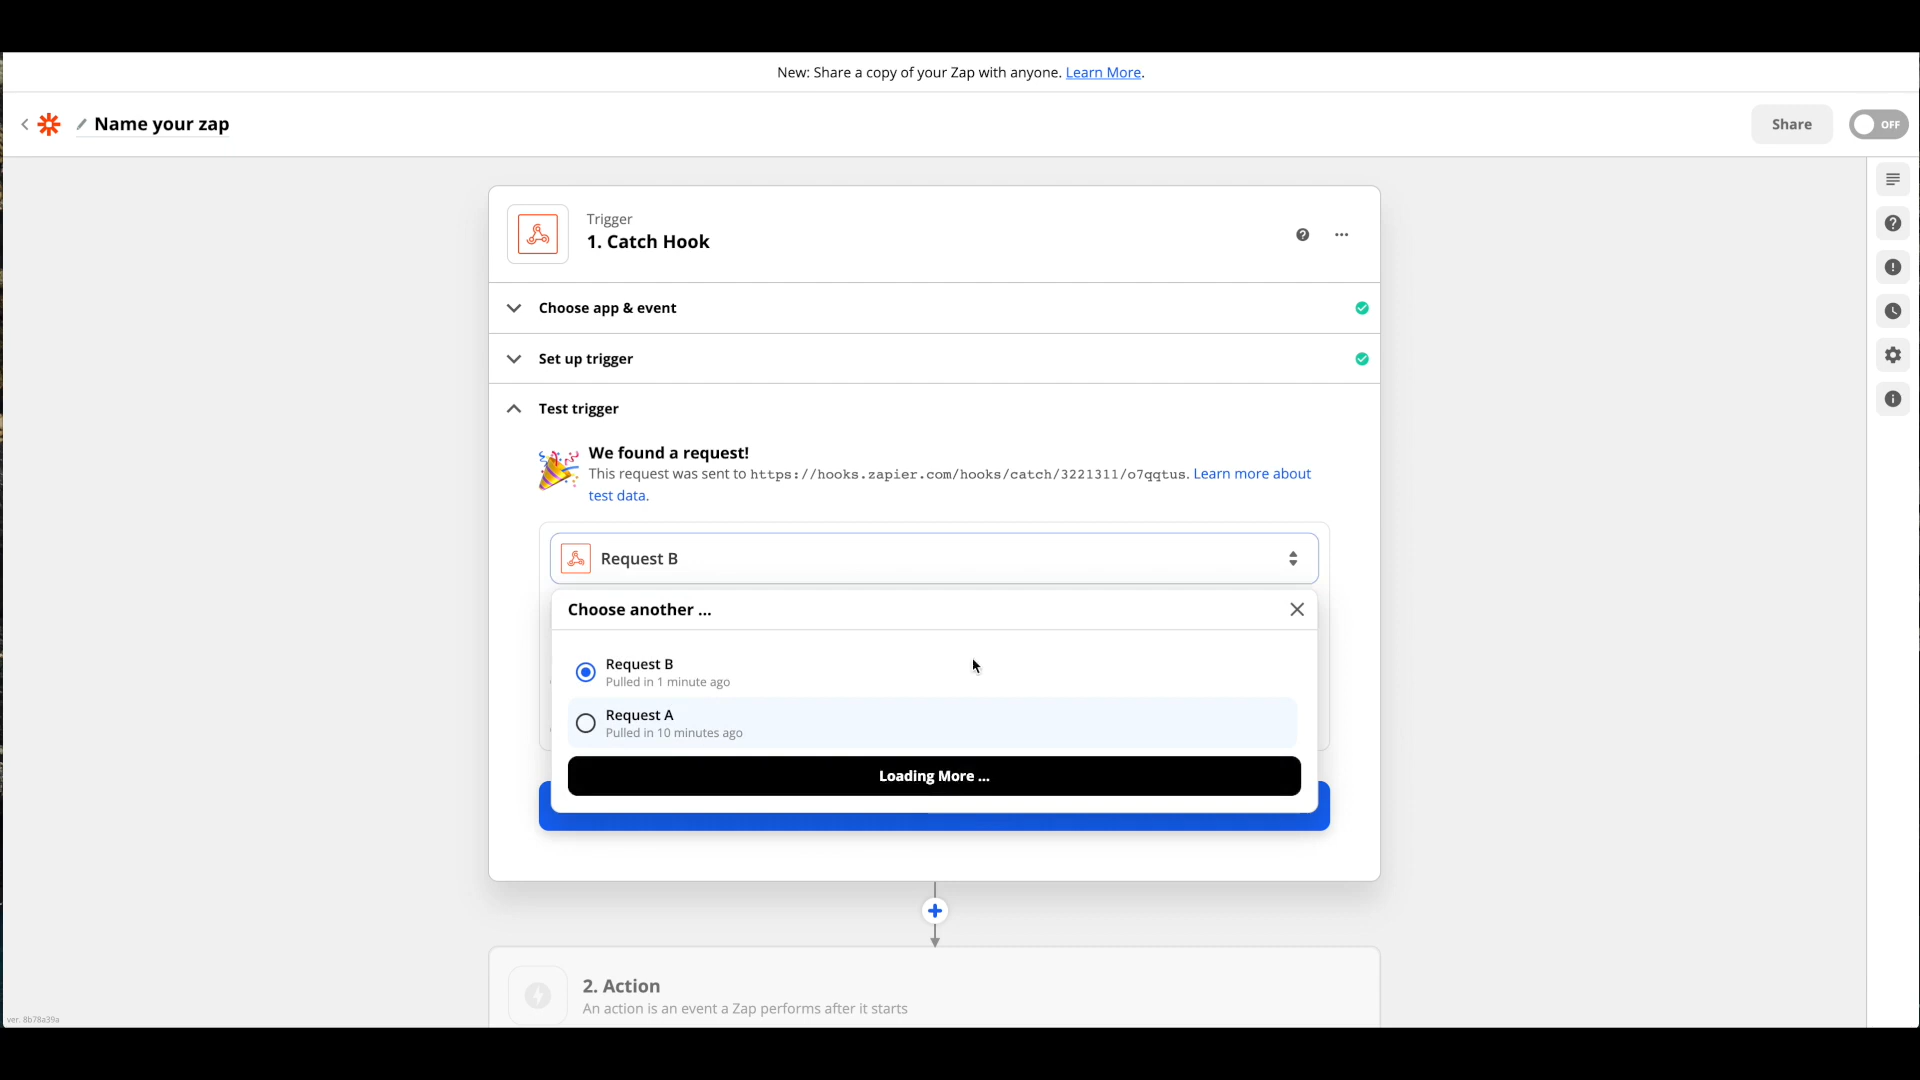 New: Share a copy of your Zap with anyone. Learn More.
Name your zap
Share
OFF
Trigger
1. Catch Hook
Choose app & event
Set up trigger
Test trigger
We found a request!
This request was sent to https://hooks.zapier.com/hooks/catch/3221311/o7qqtus. Learn more about
test data.
Request B
Choose another ...
Request B
Pulled in 1 minute ago
Request A
Pulled in 10 minutes ago
Loading More ...
2. Action
An action is an event a Zap performs after it starts
ver. 8b78a39a